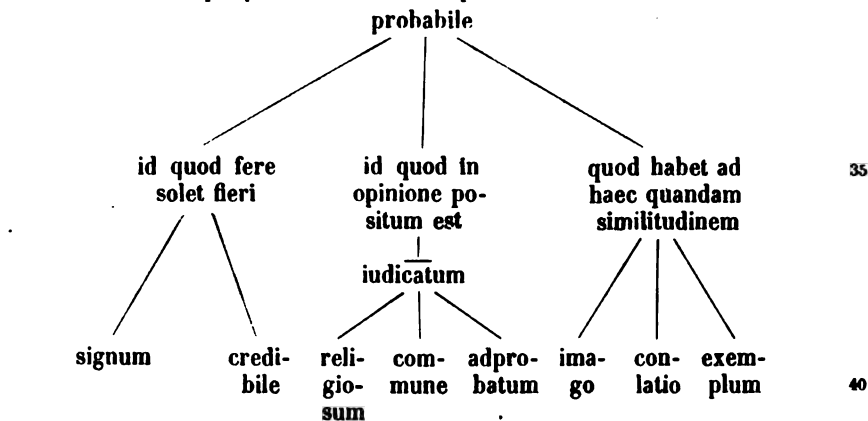 probabile
id quod fere
solet fieri
id quod in
opinione po-
situm est
quod habet ad
haec quandam
similitudinem
35
iudicatum
signum
credi-
bile
reli-
gio-
sum
com-
mune
adpro-
batum
ima-
go
con-
latio
exem-
plum
40